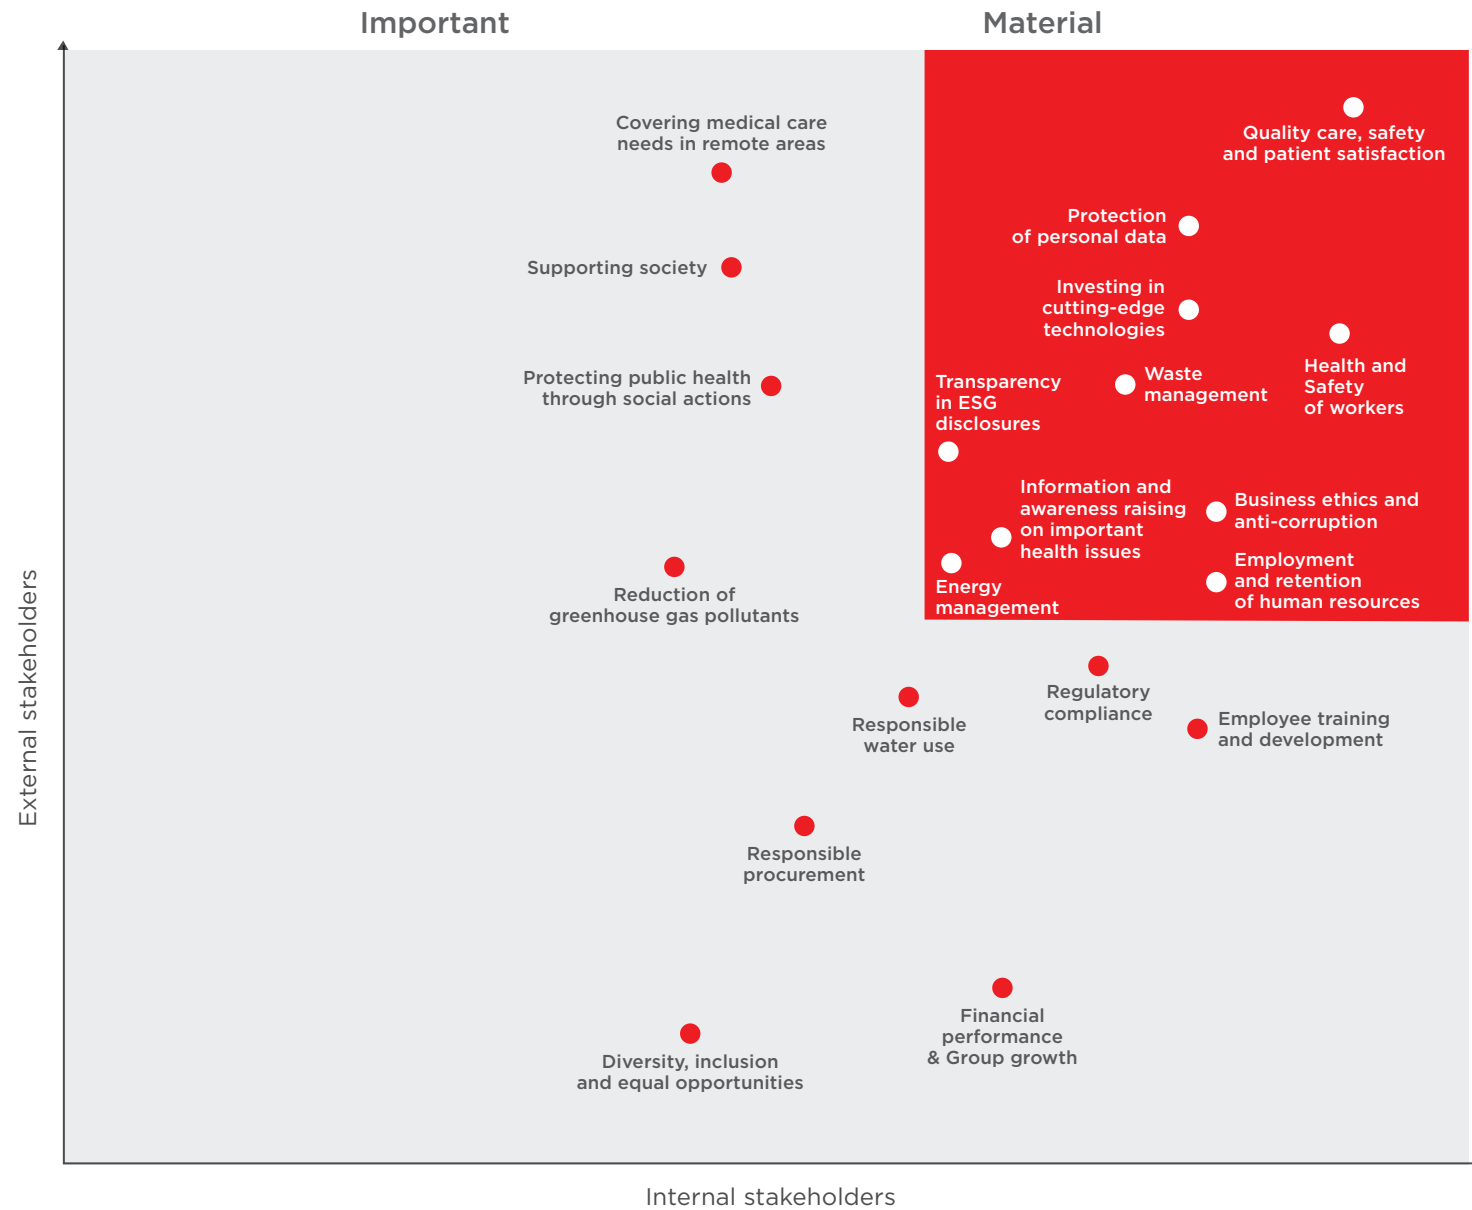 Important
Material
Covering medical care
needs in remote areas
Supporting society
Protecting public health
through social actions
Reduction of
greenhouse gas pollutants
Quality care, safety
and patient satisfaction
Protection
of personal data
Investing in
cutting-edge
technologies
Health and
Safety
of workers
Waste
management
Transparency
in ESG
disclosures
Information and
awareness raising
on important
health issues
Business ethics and
anti-corruption
Energy
management
Employment
and retention
of human resources
Regulatory
compliance
Responsible
water use
Employee training
and development
Responsible
procurement
Financial
performance
& Group growth
Diversity, inclusion
and equal opportunities
External stakeholders
Internal stakeholders